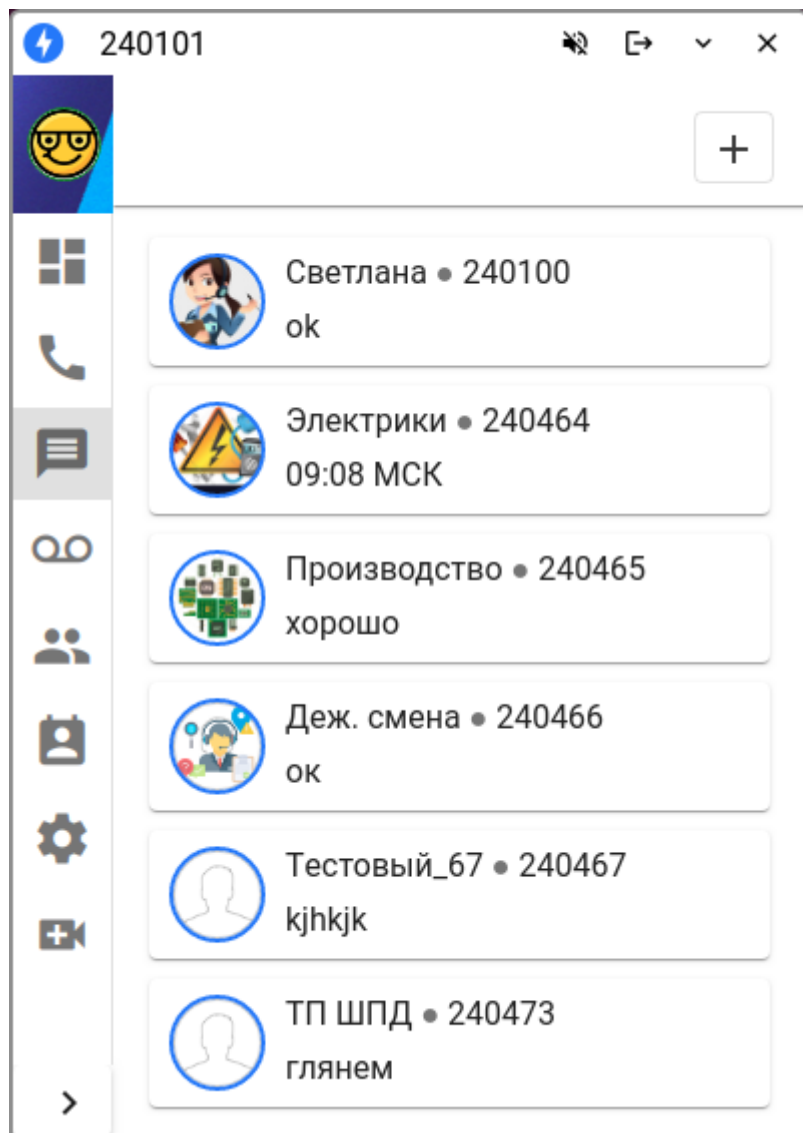 240101
Светлана ● 240100
ok
Электрики ● 240464
09:08 МСК
Производство ● 240465
хорошо
Деж. смена ● 240466
ок
Тестовый_67 ● 240467
kjhkjk
ТП ШПД ● 240473
глянем